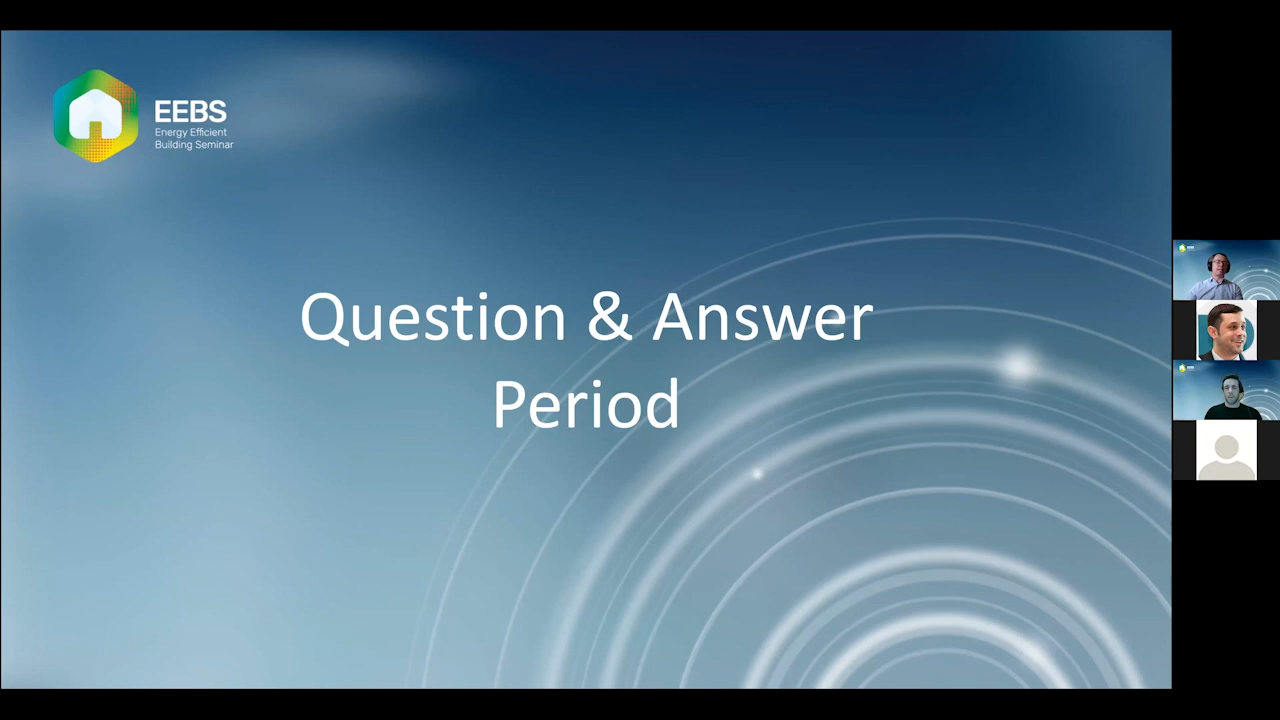 EEBS
Energy Efficient
Building Seminar
Question & Answer
Period